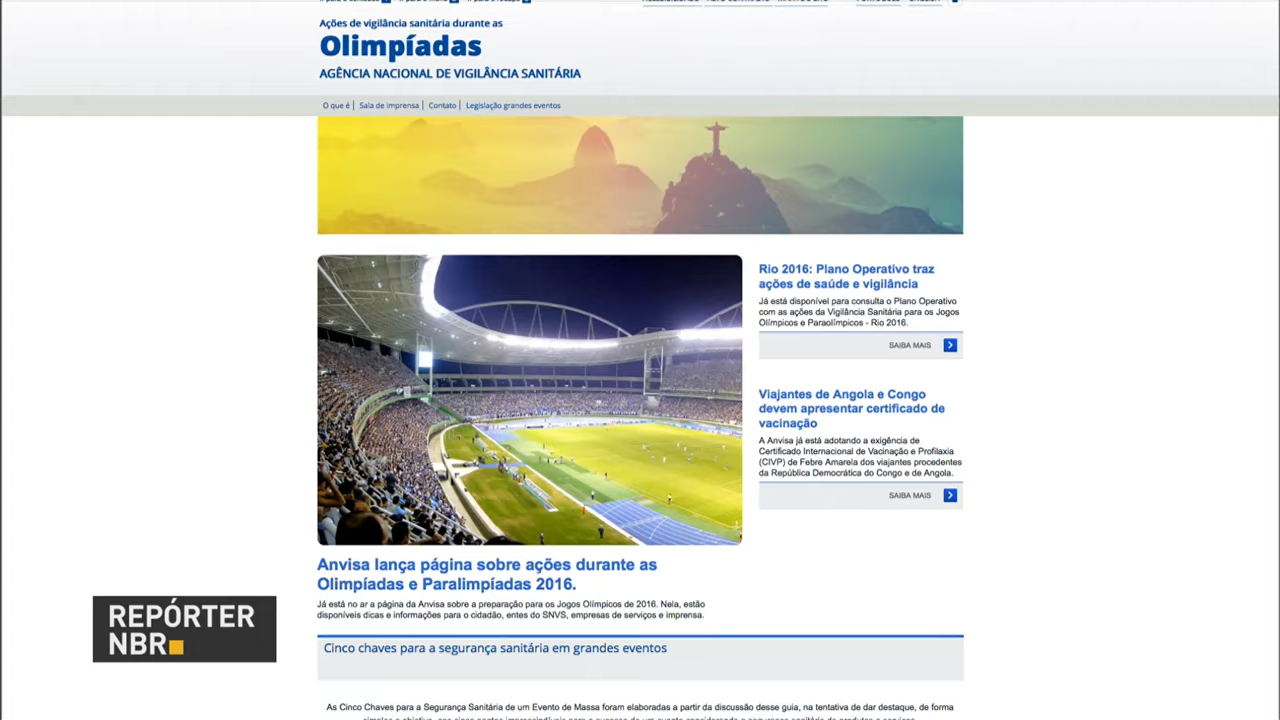 Ações de vigilância sanitária durante as
Olimpíadas
AGÊNCIA NACIONAL DE VIGILÂNCIA SANITÁRIA
O que é | Sala de imprensa | Contato | Legislação grandes eventos
Rio 2016: Plano Operativo traz
ações de saúde e vigilância
Já está disponível para consulta o Plano Operativo
com as ações da Vigilância Sanitária para os Jogos
Olímpicos e Paraolímpicos - Rio 2016.
SAIBA MAIS
Viajantes de Angola e Congo
devem apresentar certificado de
vacinação
A Anvisa já está adotando a exigência de
Certificado Internacional de Vacinação e Profilaxia
(CIVP) de Febre Amarela dos viajantes procedentes
da República Democrática do Congo e de Angola.
SAIBA MAIS
Anvisa lança página sobre ações durante as
Olimpíadas e Paralimpíadas 2016.
Já está no ar a página da Anvisa sobre a preparação para os Jogos Olímpicos de 2016. Nela, estão
disponíveis dicas e informações para o cidadão, entes do SNVS, empresas de serviços e imprensa.
REPÓRTER
NBR
Cinco chaves para a segurança sanitária em grandes eventos
As Cinco Chaves para a Segurança Sanitária de um Evento de Massa foram elaboradas a partir da discussão desse guia, na tentativa de dar destaque, de forma